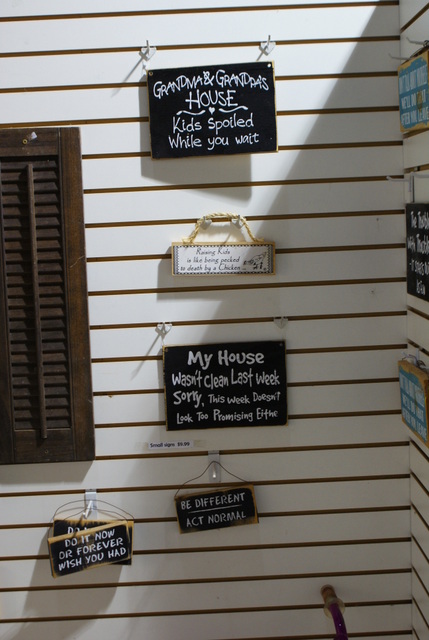 GRANDMA & GRANDPA'S
HOUSE
Kids Spoiled
While you wait
Raising Kids
is like being pecked
to death by a Chicken...
My House
Wasn't Clean Last Week
Sorry, This Week Doesn't
Look Too Promising Eithe
Small signs $9.99
BE DIFFERENT
ACT NORMAL
DO IT NOW
OR FOREVER
WISH YOU HAD